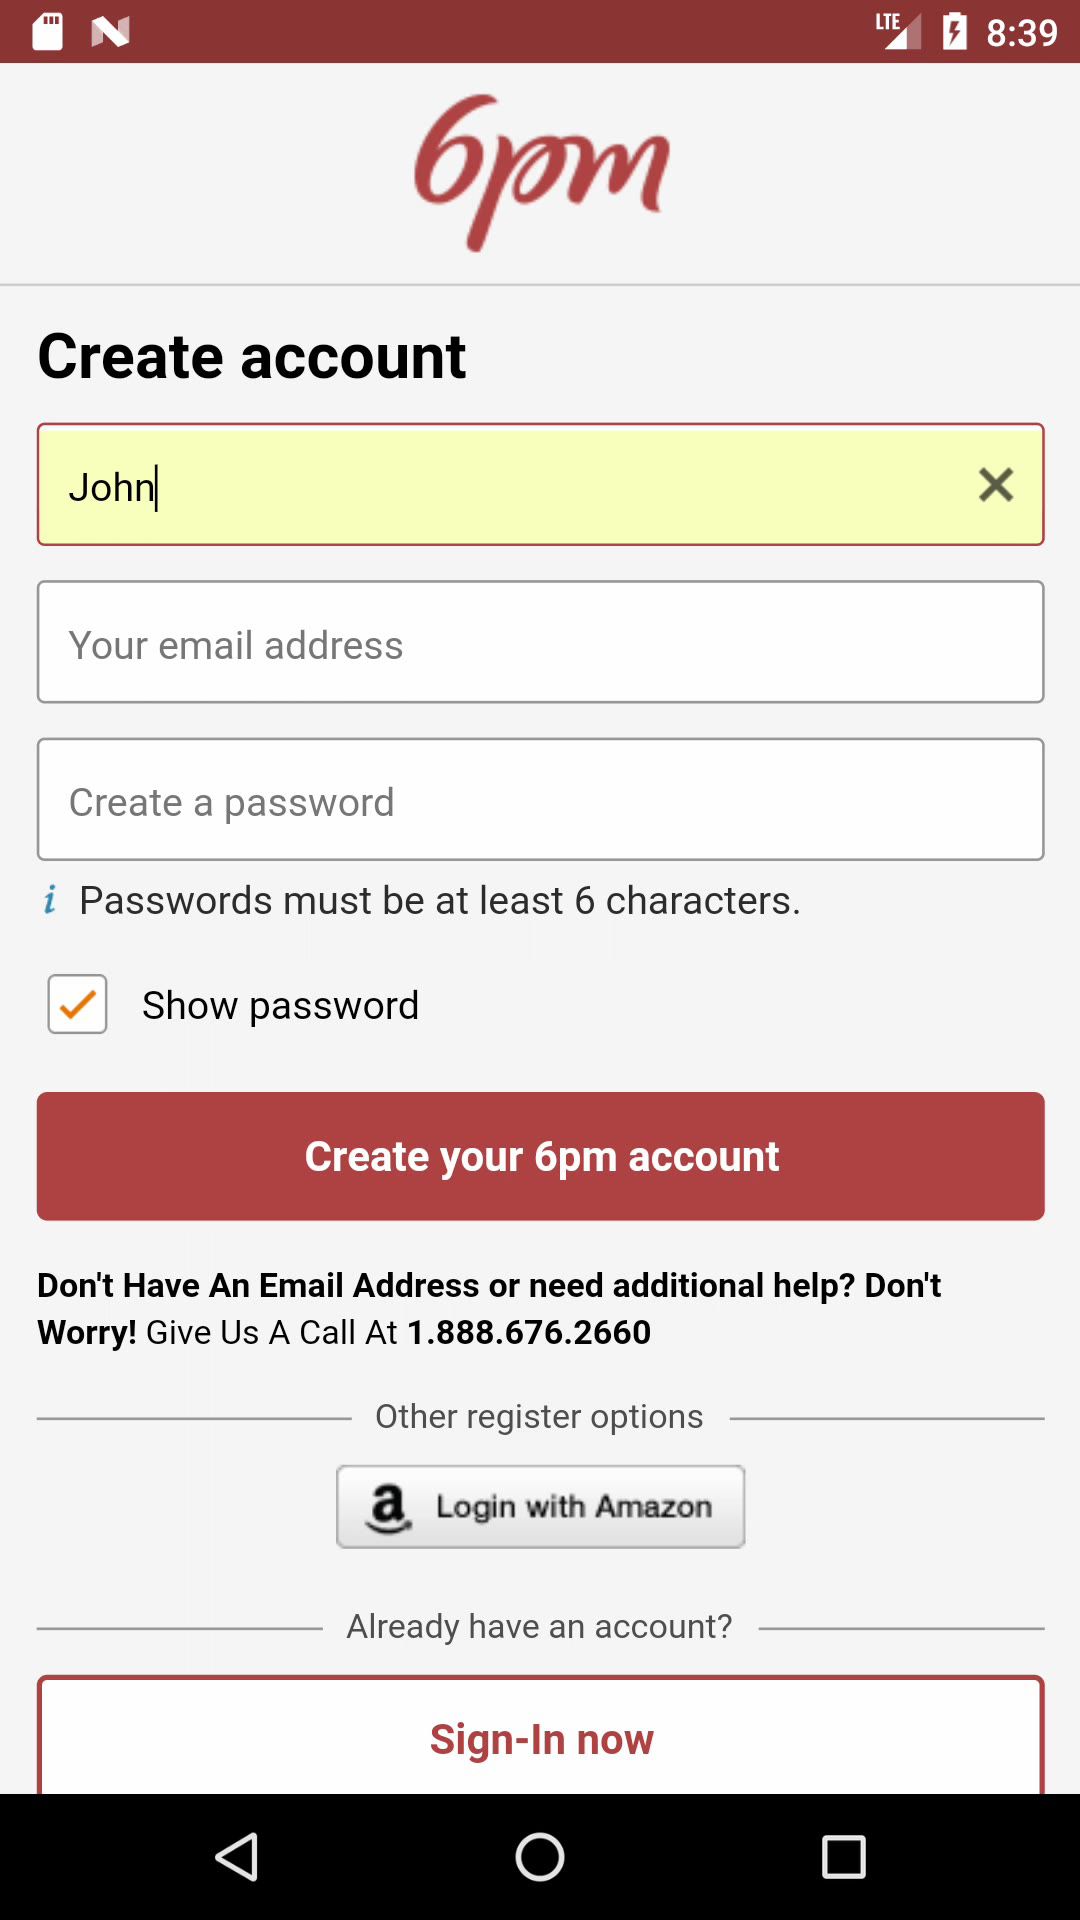 LTE 8:39
6pm
Create account
John
Your email address
Create a password
i Passwords must be at least 6 characters.
Show password
Create your 6pm account
Don't Have An Email Address or need additional help? Don't
Worry! Give Us A Call At 1.888.676.2660
Other register options
a Login with Amazon
Already have an account?
Sign-In now